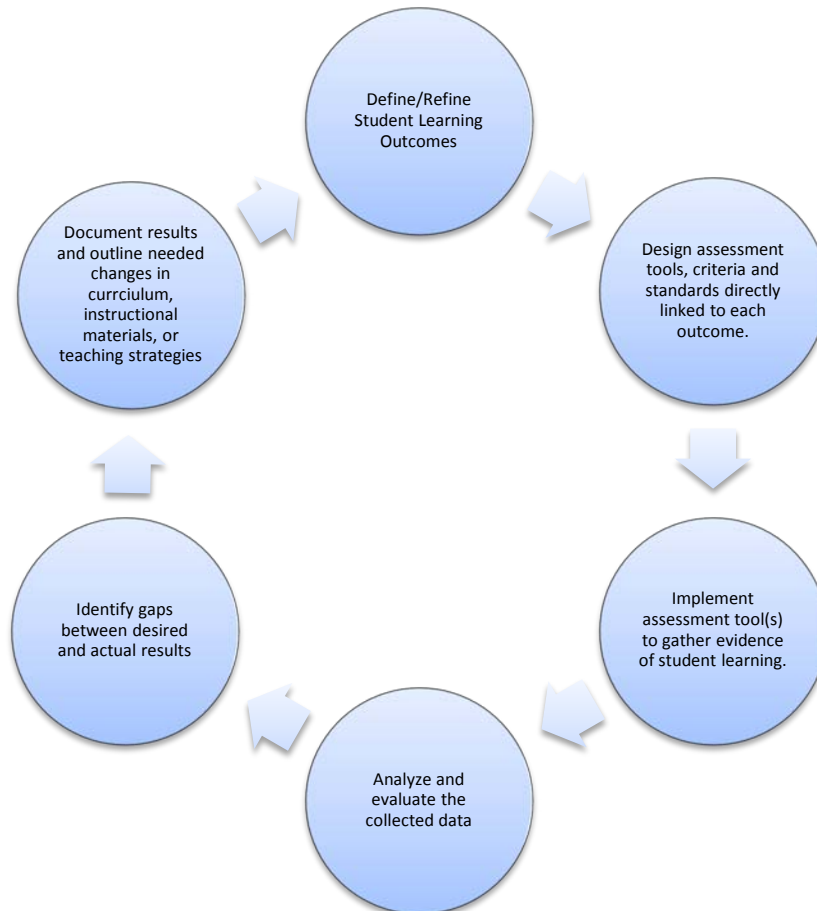 Define/Refine
Student Learning
Outcomes
Design assessment
tools, criteria and
standards directly
linked to each
outcome.
Implement
assessment tool(s)
to gather evidence
of student learning.
Analyze and
evaluate the
collected data
Identify gaps
between desired
and actual results
Document results
and outline needed
changes in
currciulum,
instructional
materials, or
teaching strategies